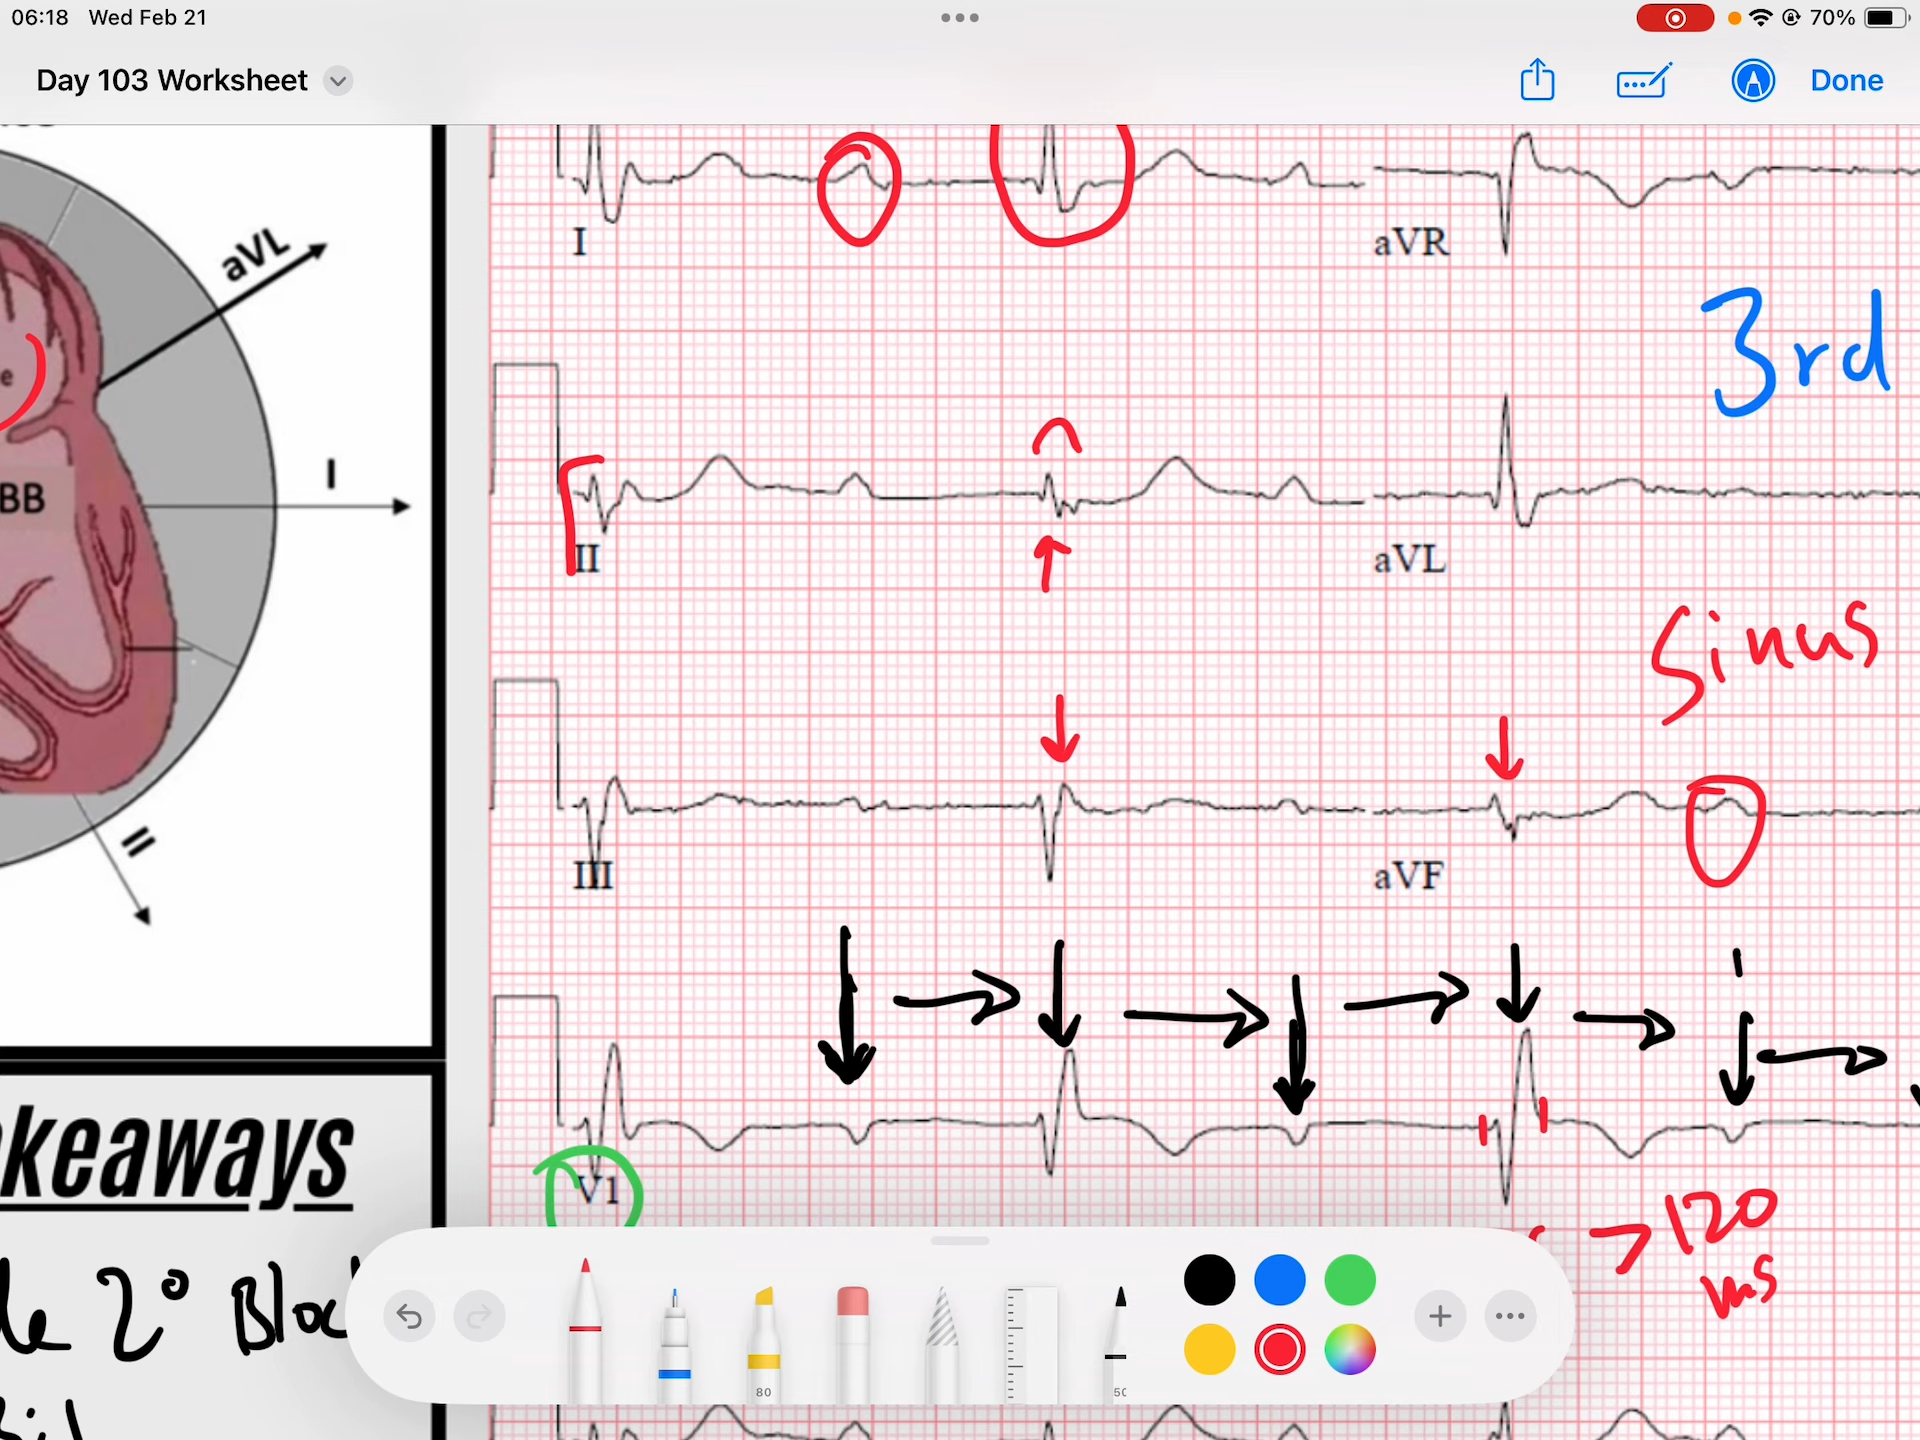 06:18 Wed Feb 21
70%
Day 103 Worksheet
Done
I
aVR
aVL
3rd
e
I
BB
II
aVL
Sinus
III
aVF
II
V1
keaways
> 120
ms
2° Bloc
80
50